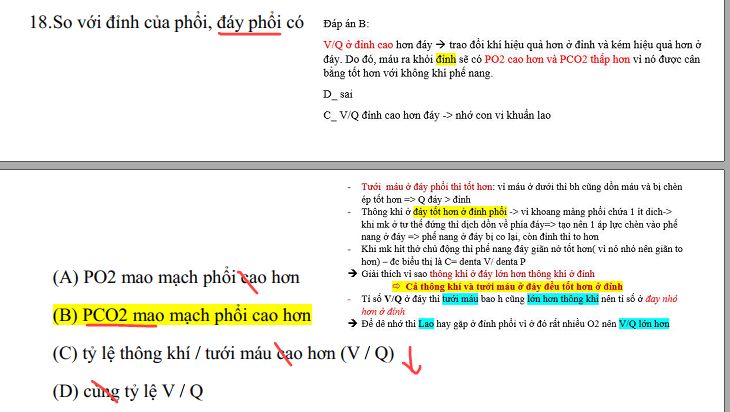 18.So với đỉnh của phổi, đáy phổi có
Đáp án B:
V/Q ở đỉnh cao hơn đáy → trao đổi khí hiệu quả hơn ở đỉnh và kém hiệu quả hơn ở
đáy. Do đó, máu ra khỏi đỉnh sẽ có PO2 cao hơn và PCO2 thấp hơn vì nó được cân
bằng tốt hơn với không khí phế nang.
D_ sai
C_ V/Q đỉnh cao hơn đáy -> nhớ con vi khuẩn lao
- Tưới máu ở đáy phổi thì tốt hơn: vì máu ở dưới thì bh cũng dồn máu và bị chèn
ép tốt hơn => Q đáy > đỉnh
- Thông khí ở đáy tốt hơn ở đỉnh phổi -> vì khoang màng phổi chứa 1 ít dịch->
khi mk ở tư thế đứng thì dịch dồn về phía đáy=> tạo nên 1 áp lực chèn vào phế
nang ở đáy => phế nang ở đáy bị co lại, còn đỉnh thì to hơn
- Khi mk hít thở chủ động thì phế nang đáy giãn nở tốt hơn( vì nó nhỏ nên giãn to
hơn) – đc biểu thị là C= denta V/ denta P
➔ Giải thích vì sao thông khí ở đáy lớn hơn thông khí ở đỉnh
⇨ Cả thông khí và tưới máu ở đáy đều tốt hơn ở đỉnh
- Tỉ số V/Q ở đáy thì tưới máu bao h cũng lớn hơn thông khí nên tỉ số ở đay nhỏ
hơn ở đỉnh
➔ Để dễ nhớ thì Lao hay gặp ở đỉnh phổi vì ở đó rất nhiều O2 nên V/Q lớn hơn
(A) PO2 mao mạch phổi cao hơn
(B) PCO2 mao mạch phổi cao hơn
(C) tỷ lệ thông khí / tưới máu cao hơn (V / Q)
(D) cùng tỷ lệ V / Q